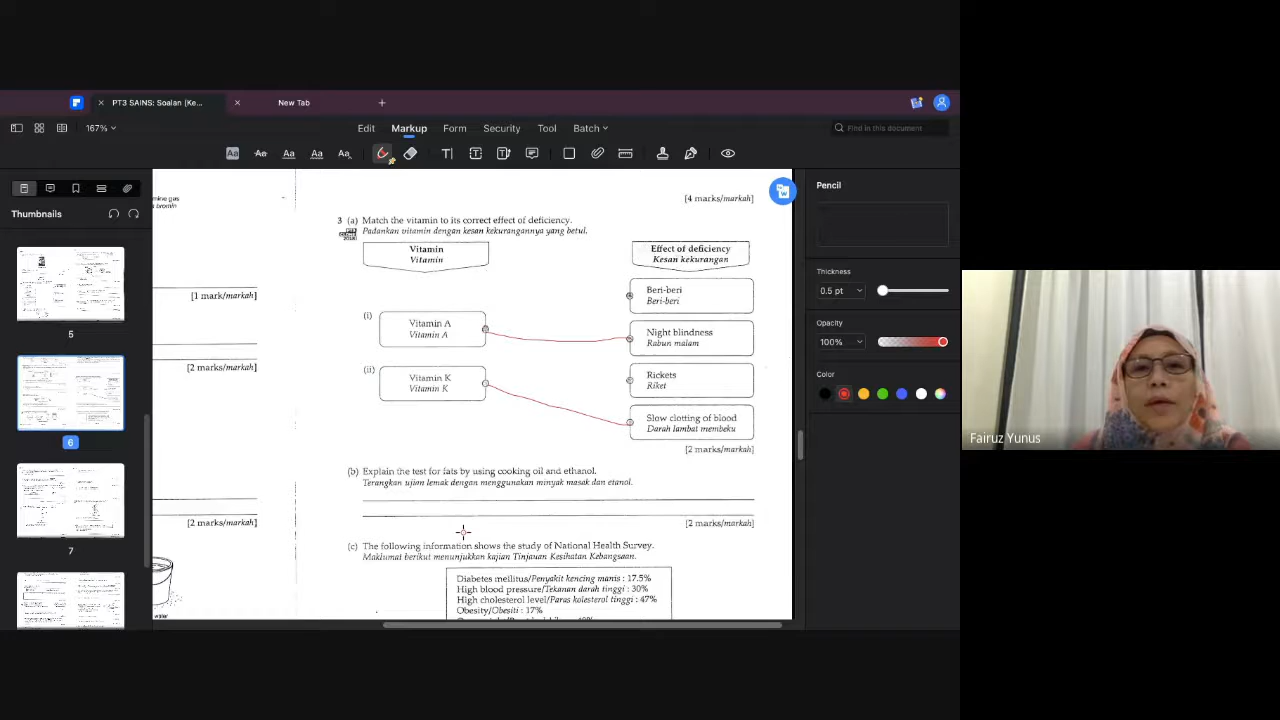 PT3 SAINS: Soalan (Ke...
New Tab
167%
Edit
Markup
Form
Security
Tool
Batch
Find in this document
Thumbnails
5
6
7
mine gas
bromin
[1 mark/markah]
[2 marks/markah]
[2 marks/markah]
water
[4 marks/markah]
3 (a) Match the vitamin to its correct effect of deficiency.
Padankan vitamin dengan kesan kekurangannya yang betul.
Vitamin
Vitamin
Effect of deficiency
Kesan kekurangan
Beri-beri
Beri-beri
(i)
Vitamin A
Vitamin A
Night blindness
Rabun malam
(ii)
Vitamin K
Vitamin K
Rickets
Riket
Slow clotting of blood
Darah lambat membeku
[2 marks/markah]
(b) Explain the test for fats by using cooking oil and ethanol.
Terangkan ujian lemak dengan menggunakan minyak masak dan etanol.
[2 marks/markah]
(c) The following information shows the study of National Health Survey.
Maklumat berikut menunjukkan kajian Tinjauan Kesihatan Kebangsaan.
Diabetes mellitus/Penyakit kencing manis : 17.5%
High blood pressure/Tekanan darah tinggi : 30%
High cholesterol level/Paras kolesterol tinggi : 47%
Obesity/Obesiti : 17%
Pencil
Thickness
0.5 pt
Opacity
100%
Color
Fairuz Yunus